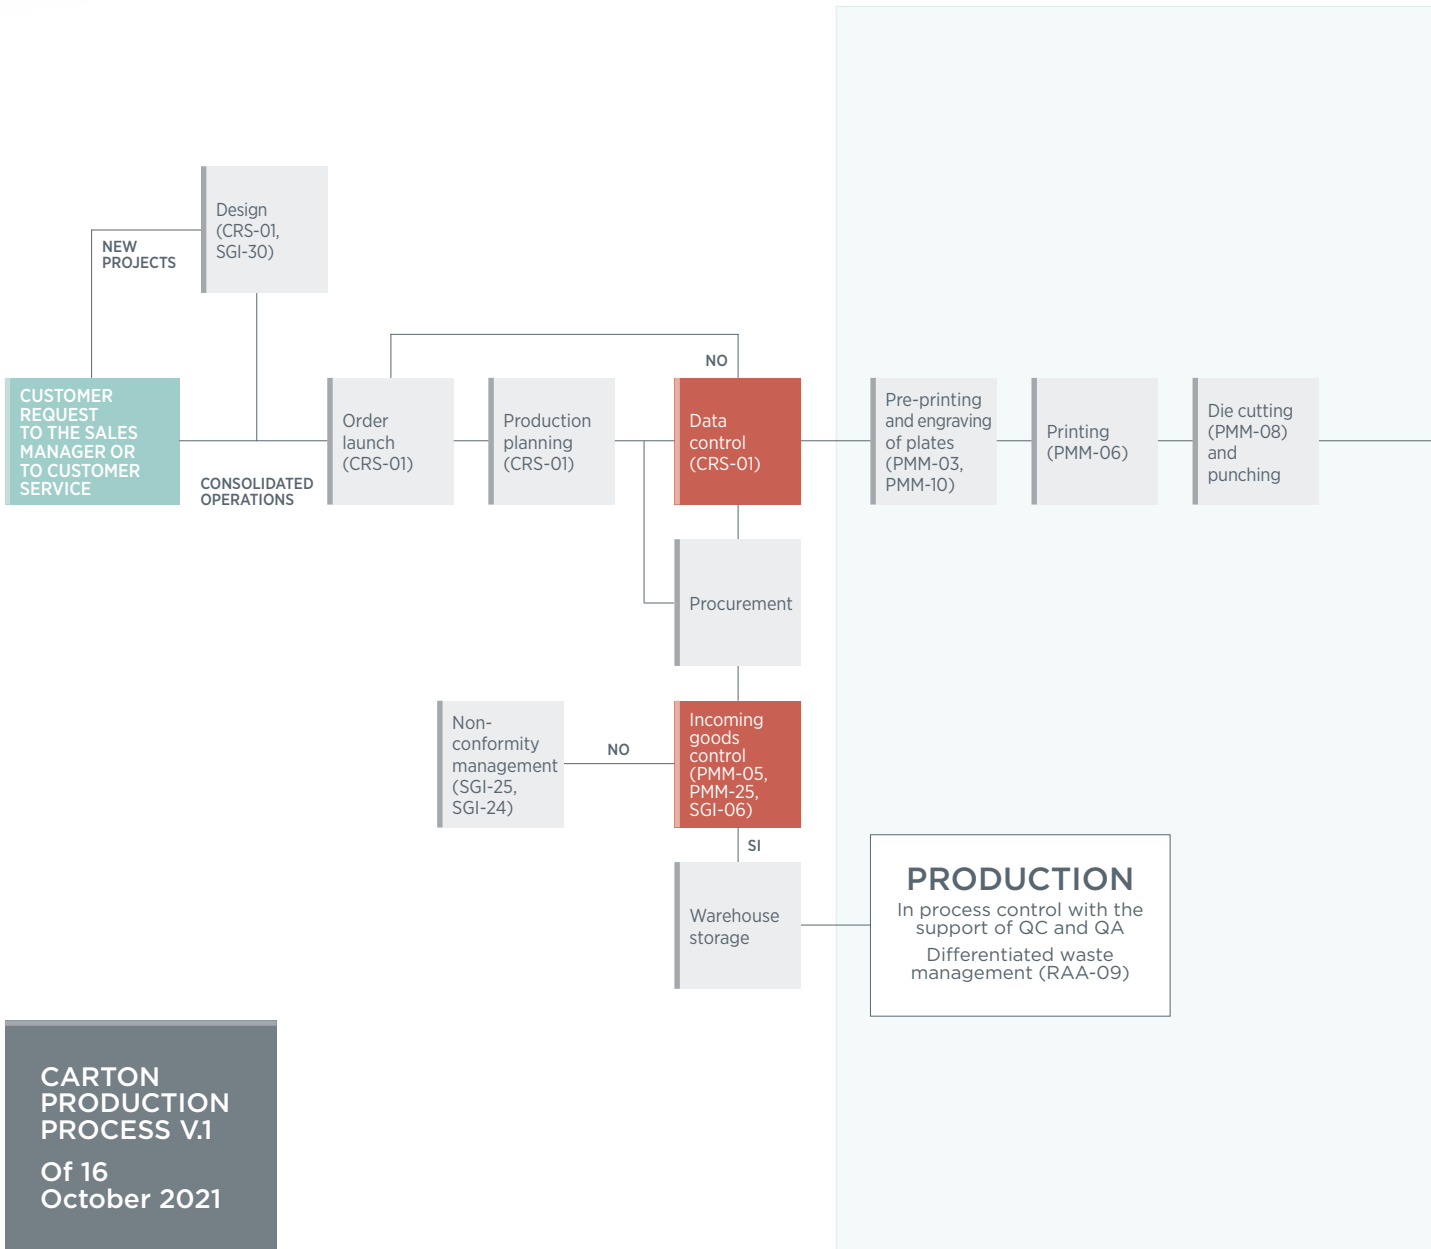 Design
(CRS-01,
SGI-30)
NEW
PROJECTS
NO
CUSTOMER
REQUEST
TO THE SALES
MANAGER OR
TO CUSTOMER
SERVICE
CONSOLIDATED
OPERATIONS
Order
launch
(CRS-01)
Production
planning
(CRS-01)
Data
control
(CRS-01)
Pre-printing
and engraving
of plates
(PMM-03,
PMM-10)
Printing
(PMM-06)
Die cutting
(PMM-08)
and
punching
Procurement
Non-
conformity
management
(SGI-25,
SGI-24)
NO
Incoming
goods
control
(PMM-05,
PMM-25,
SGI-06)
SI
Warehouse
storage
PRODUCTION
In process control with the
support of QC and QA
Differentiated waste
management (RAA-09)
CARTON
PRODUCTION
PROCESS V.1
Of 16
October 2021